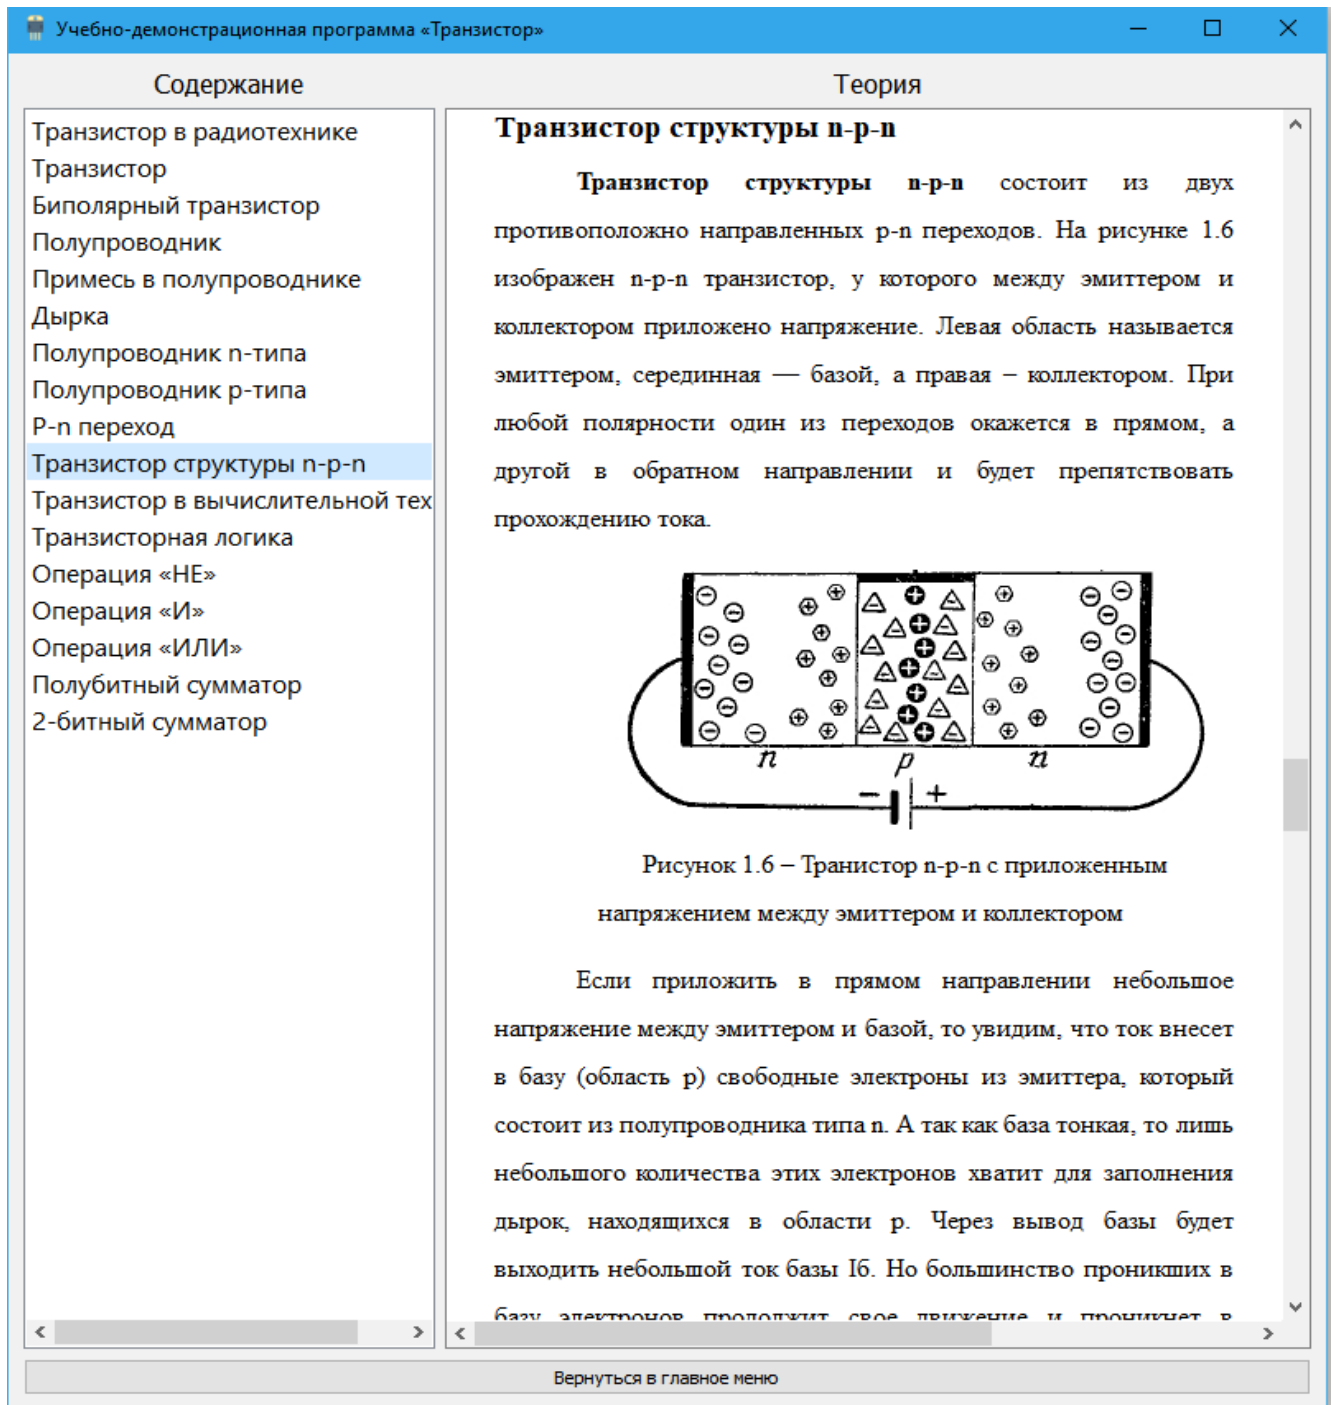 Учебно-демонстрационная программа «Транзистор»
Содержание
Транзистор в радиотехнике
Транзистор
Биполярный транзистор
Полупроводник
Примесь в полупроводнике
Дырка
Полупроводник n-типа
Полупроводник p-типа
P-n переход
Транзистор структуры n-p-n
Транзистор в вычислительной тех
Транзисторная логика
Операция «НЕ»
Операция «И»
Операция «ИЛИ»
Полубитный сумматор
2-битный сумматор
Теория
Транзистор структуры n-p-n
Транзистор структуры n-p-n состоит из двух
противоположно направленных p-n переходов. На рисунке 1.6
изображен n-p-n транзистор, у которого между эмиттером и
коллектором приложено напряжение. Левая область называется
эмиттером, серединная — базой, а правая – коллектором. При
любой полярности один из переходов окажется в прямом, а
другой в обратном направлении и будет препятствовать
прохождению тока.
n p n
− +
Рисунок 1.6 – Транистор n-p-n с приложенным
напряжением между эмиттером и коллектором
Если приложить в прямом направлении небольшое
напряжение между эмиттером и базой, то увидим, что ток внесет
в базу (область p) свободные электроны из эмиттера, который
состоит из полупроводника типа n. А так как база тонкая, то лишь
небольшого количества этих электронов хватит для заполнения
дырок, находящихся в области p. Через вывод базы будет
выходить небольшой ток базы Iб. Но большинство проникших в
базу электронов продолжит свое движение и проникнет в
Вернуться в главное меню